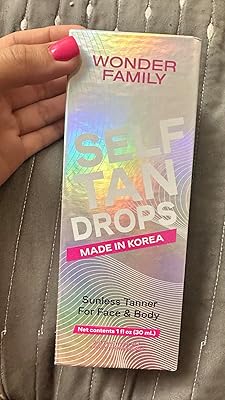 WONDER
FAMILY
SELF
TAN
DROPS
MADE IN KOREA
Sunless Tanner
For Face & Body
Net contents 1 fl oz (30 mL)